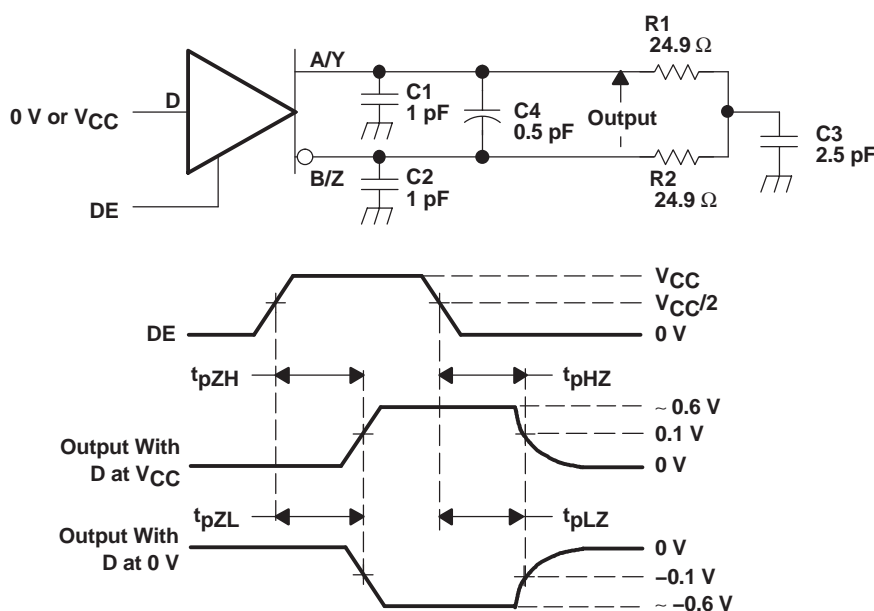 R1
24.9 Ω
A/Y
D
0 V or VCC
C1
1 pF
C4
0.5 pF
Output
C3
2.5 pF
B/Z
C2
1 pF
R2
24.9 Ω
DE
VCC
VCC/2
DE
0 V
tpZH
tpHZ
~ 0.6 V
0.1 V
Output With
D at VCC
0 V
tpZL
tpLZ
Output With
D at 0 V
0 V
–0.1 V
~ –0.6 V